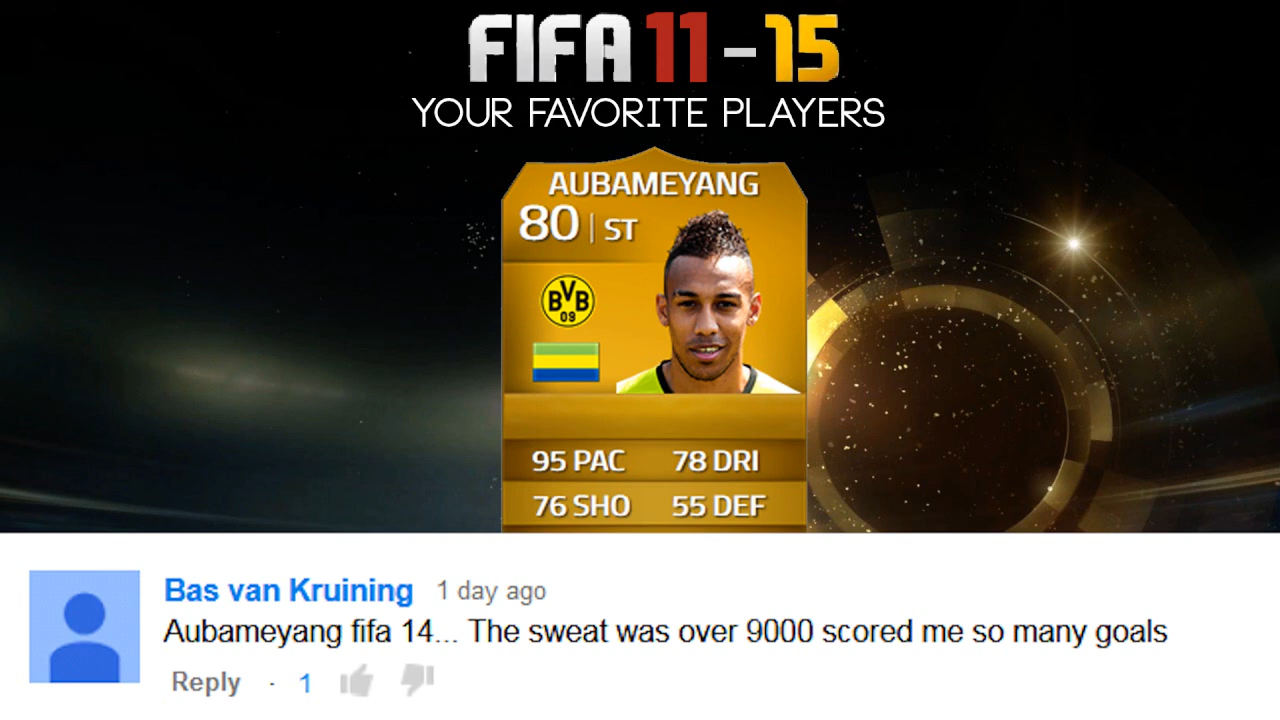 FIFA 11-15
YOUR FAVORITE PLAYERS
AUBAMEYANG
80 | ST
BVB
09
95 PAC 78 DRI
76 SHO 55 DEF
Bas van Kruining 1 day ago
Aubameyang fifa 14... The sweat was over 9000 scored me so many goals
Reply · 1